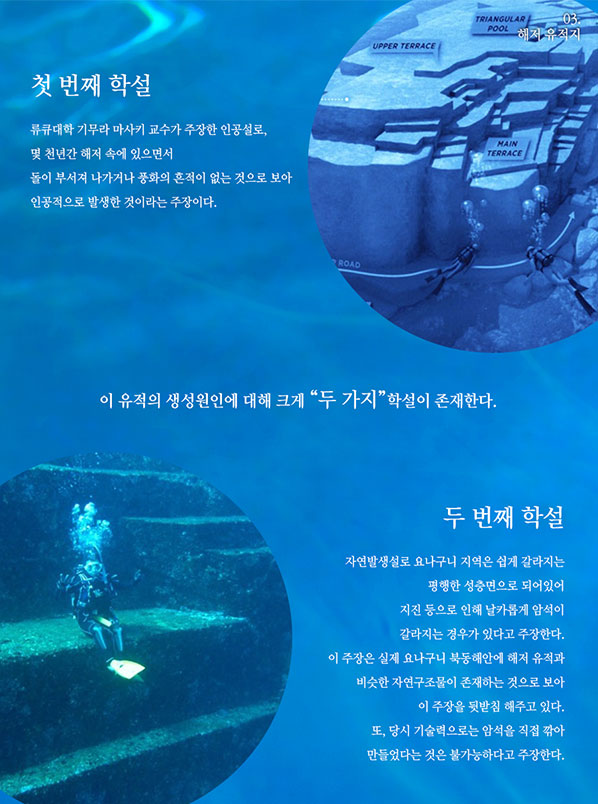 03.
해저 유적지
TRIANGULAR
POOL
UPPER TERRACE
MAIN
TERRACE
ROAD
첫 번째 학설
류큐대학 기무라 마사키 교수가 주장한 인공설로,
몇 천년간 해저 속에 있으면서
돌이 부서져 나가거나 풍화의 흔적이 없는 것으로 보아
인공적으로 발생한 것이라는 주장이다.
이 유적의 생성원인에 대해 크게 “두 가지”학설이 존재한다.
두 번째 학설
자연발생설로 요나구니 지역은 쉽게 갈라지는
평행한 성층면으로 되어있어
지진 등으로 인해 날카롭게 암석이
갈라지는 경우가 있다고 주장한다.
이 주장은 실제 요나구니 북동해안에 해저 유적과
비슷한 자연구조물이 존재하는 것으로 보아
이 주장을 뒷받침 해주고 있다.
또, 당시 기술력으로는 암석을 직접 깎아
만들었다는 것은 불가능하다고 주장한다.